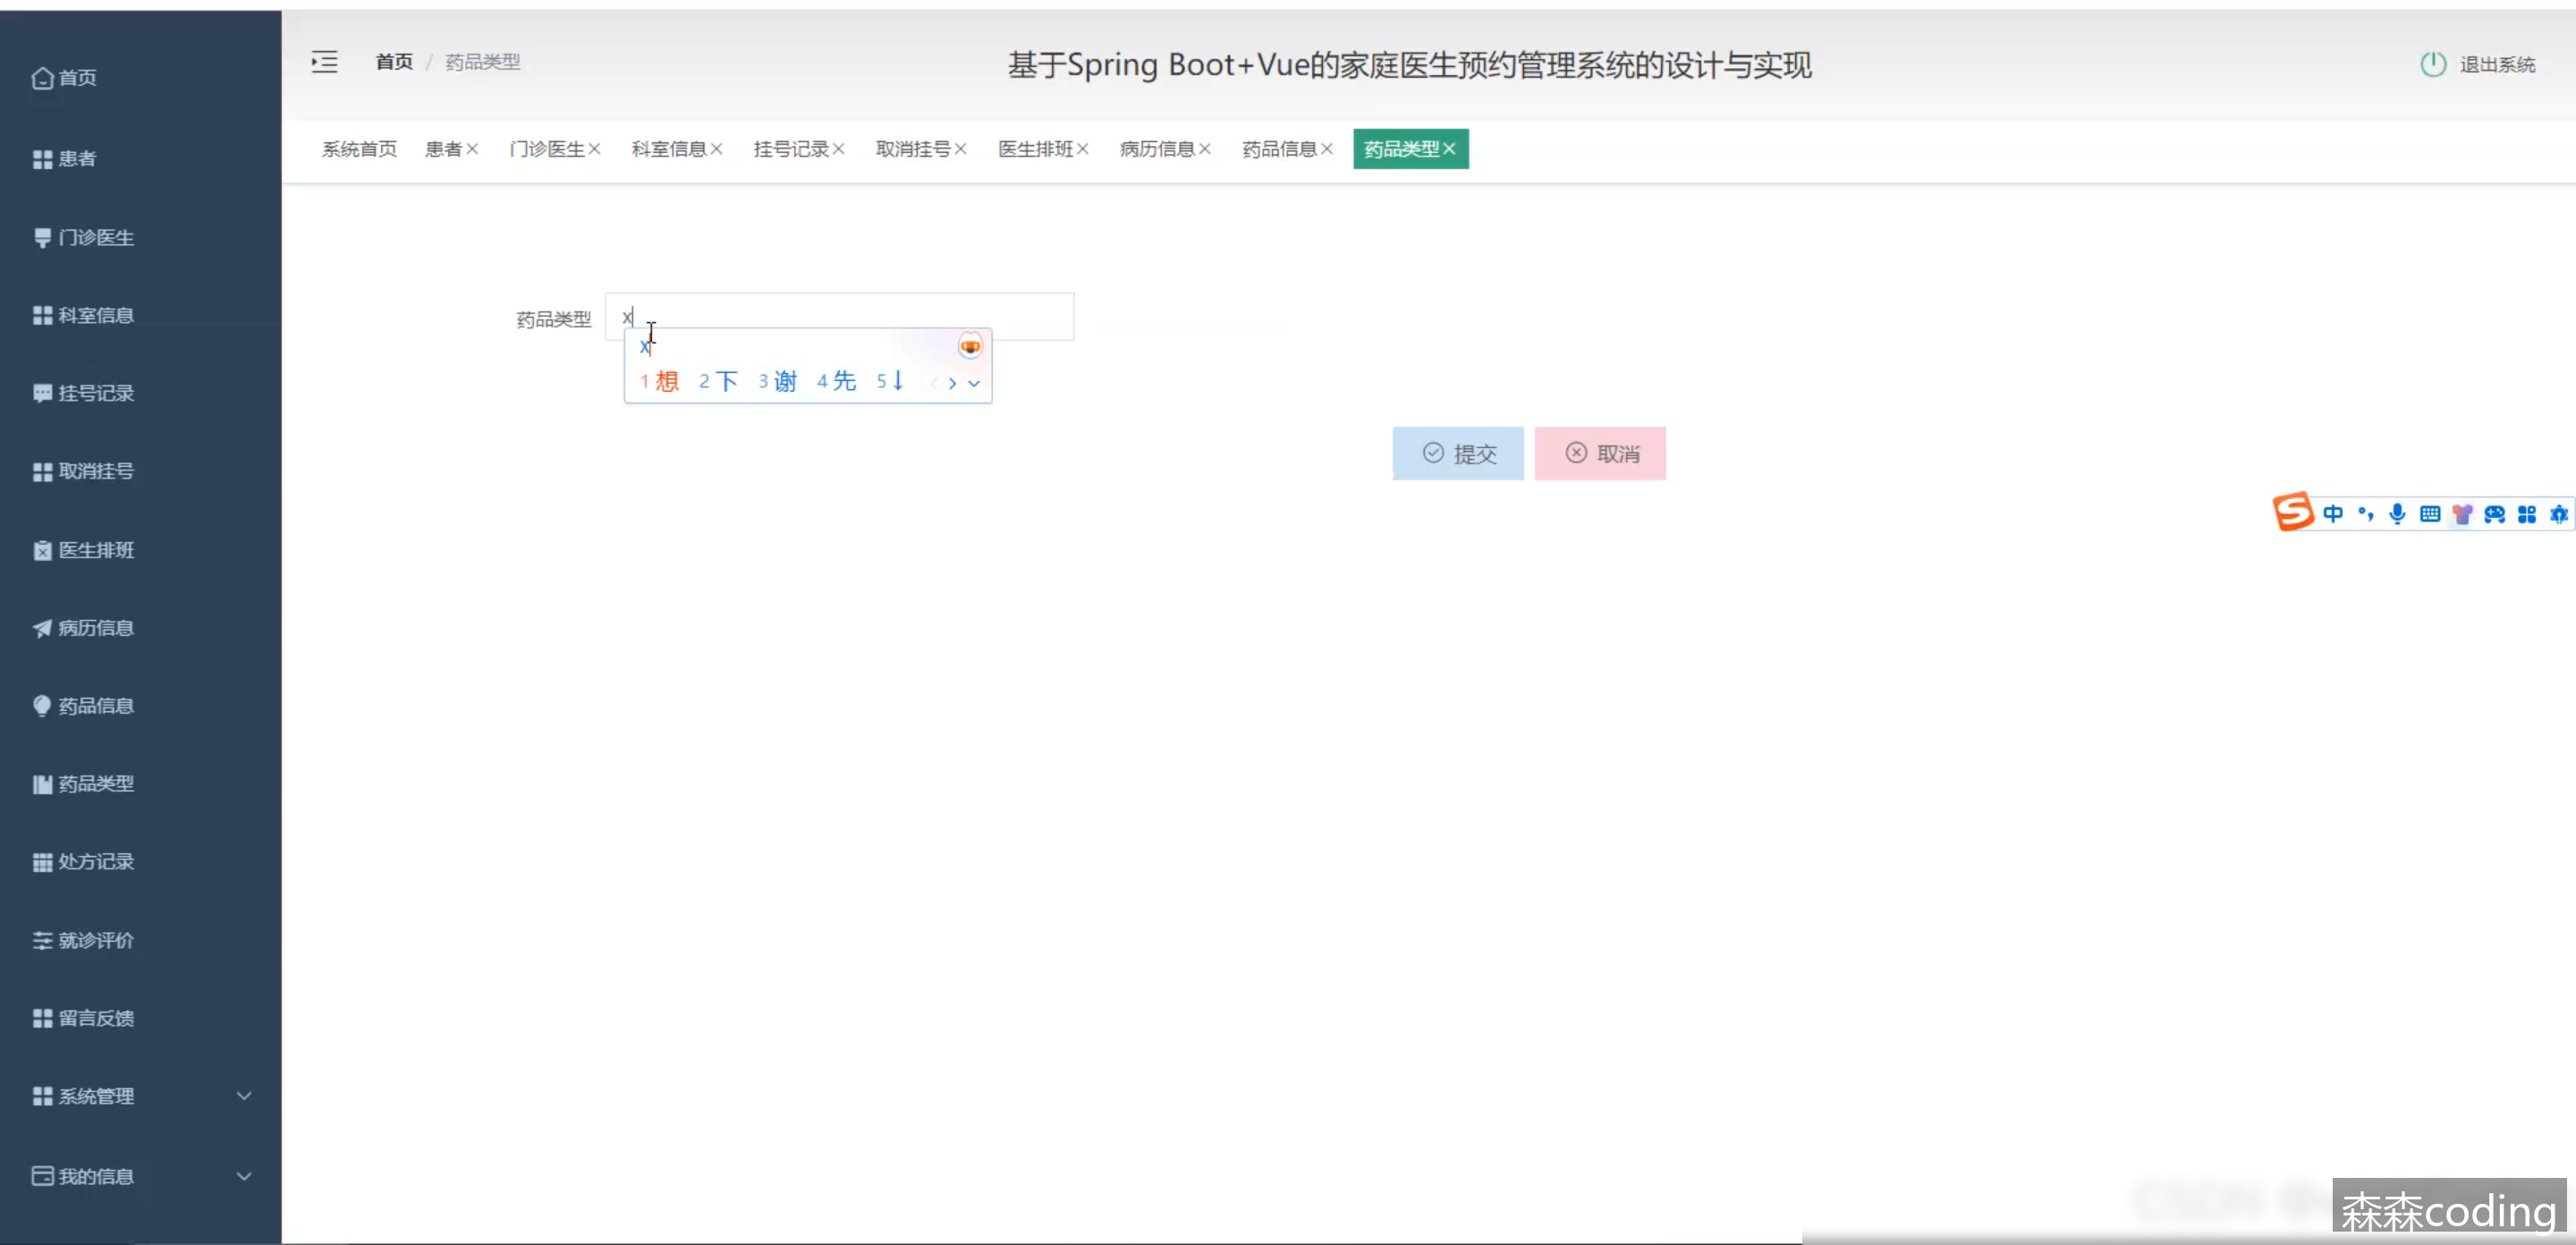 首页 / 药品类型
基于Spring Boot+Vue的家庭医生预约管理系统的设计与实现
退出系统
系统首页 患者 门诊医生 科室信息 挂号记录 取消挂号 医生排班 病历信息 药品信息 药品类型
首页
患者
门诊医生
科室信息
挂号记录
取消挂号
医生排班
病历信息
药品信息
药品类型
处方记录
就诊评价
留言反馈
系统管理
我的信息
药品类型 x
x
1 想 2 下 3 谢 4 先 5 ↓
提交 取消
中
森森coding